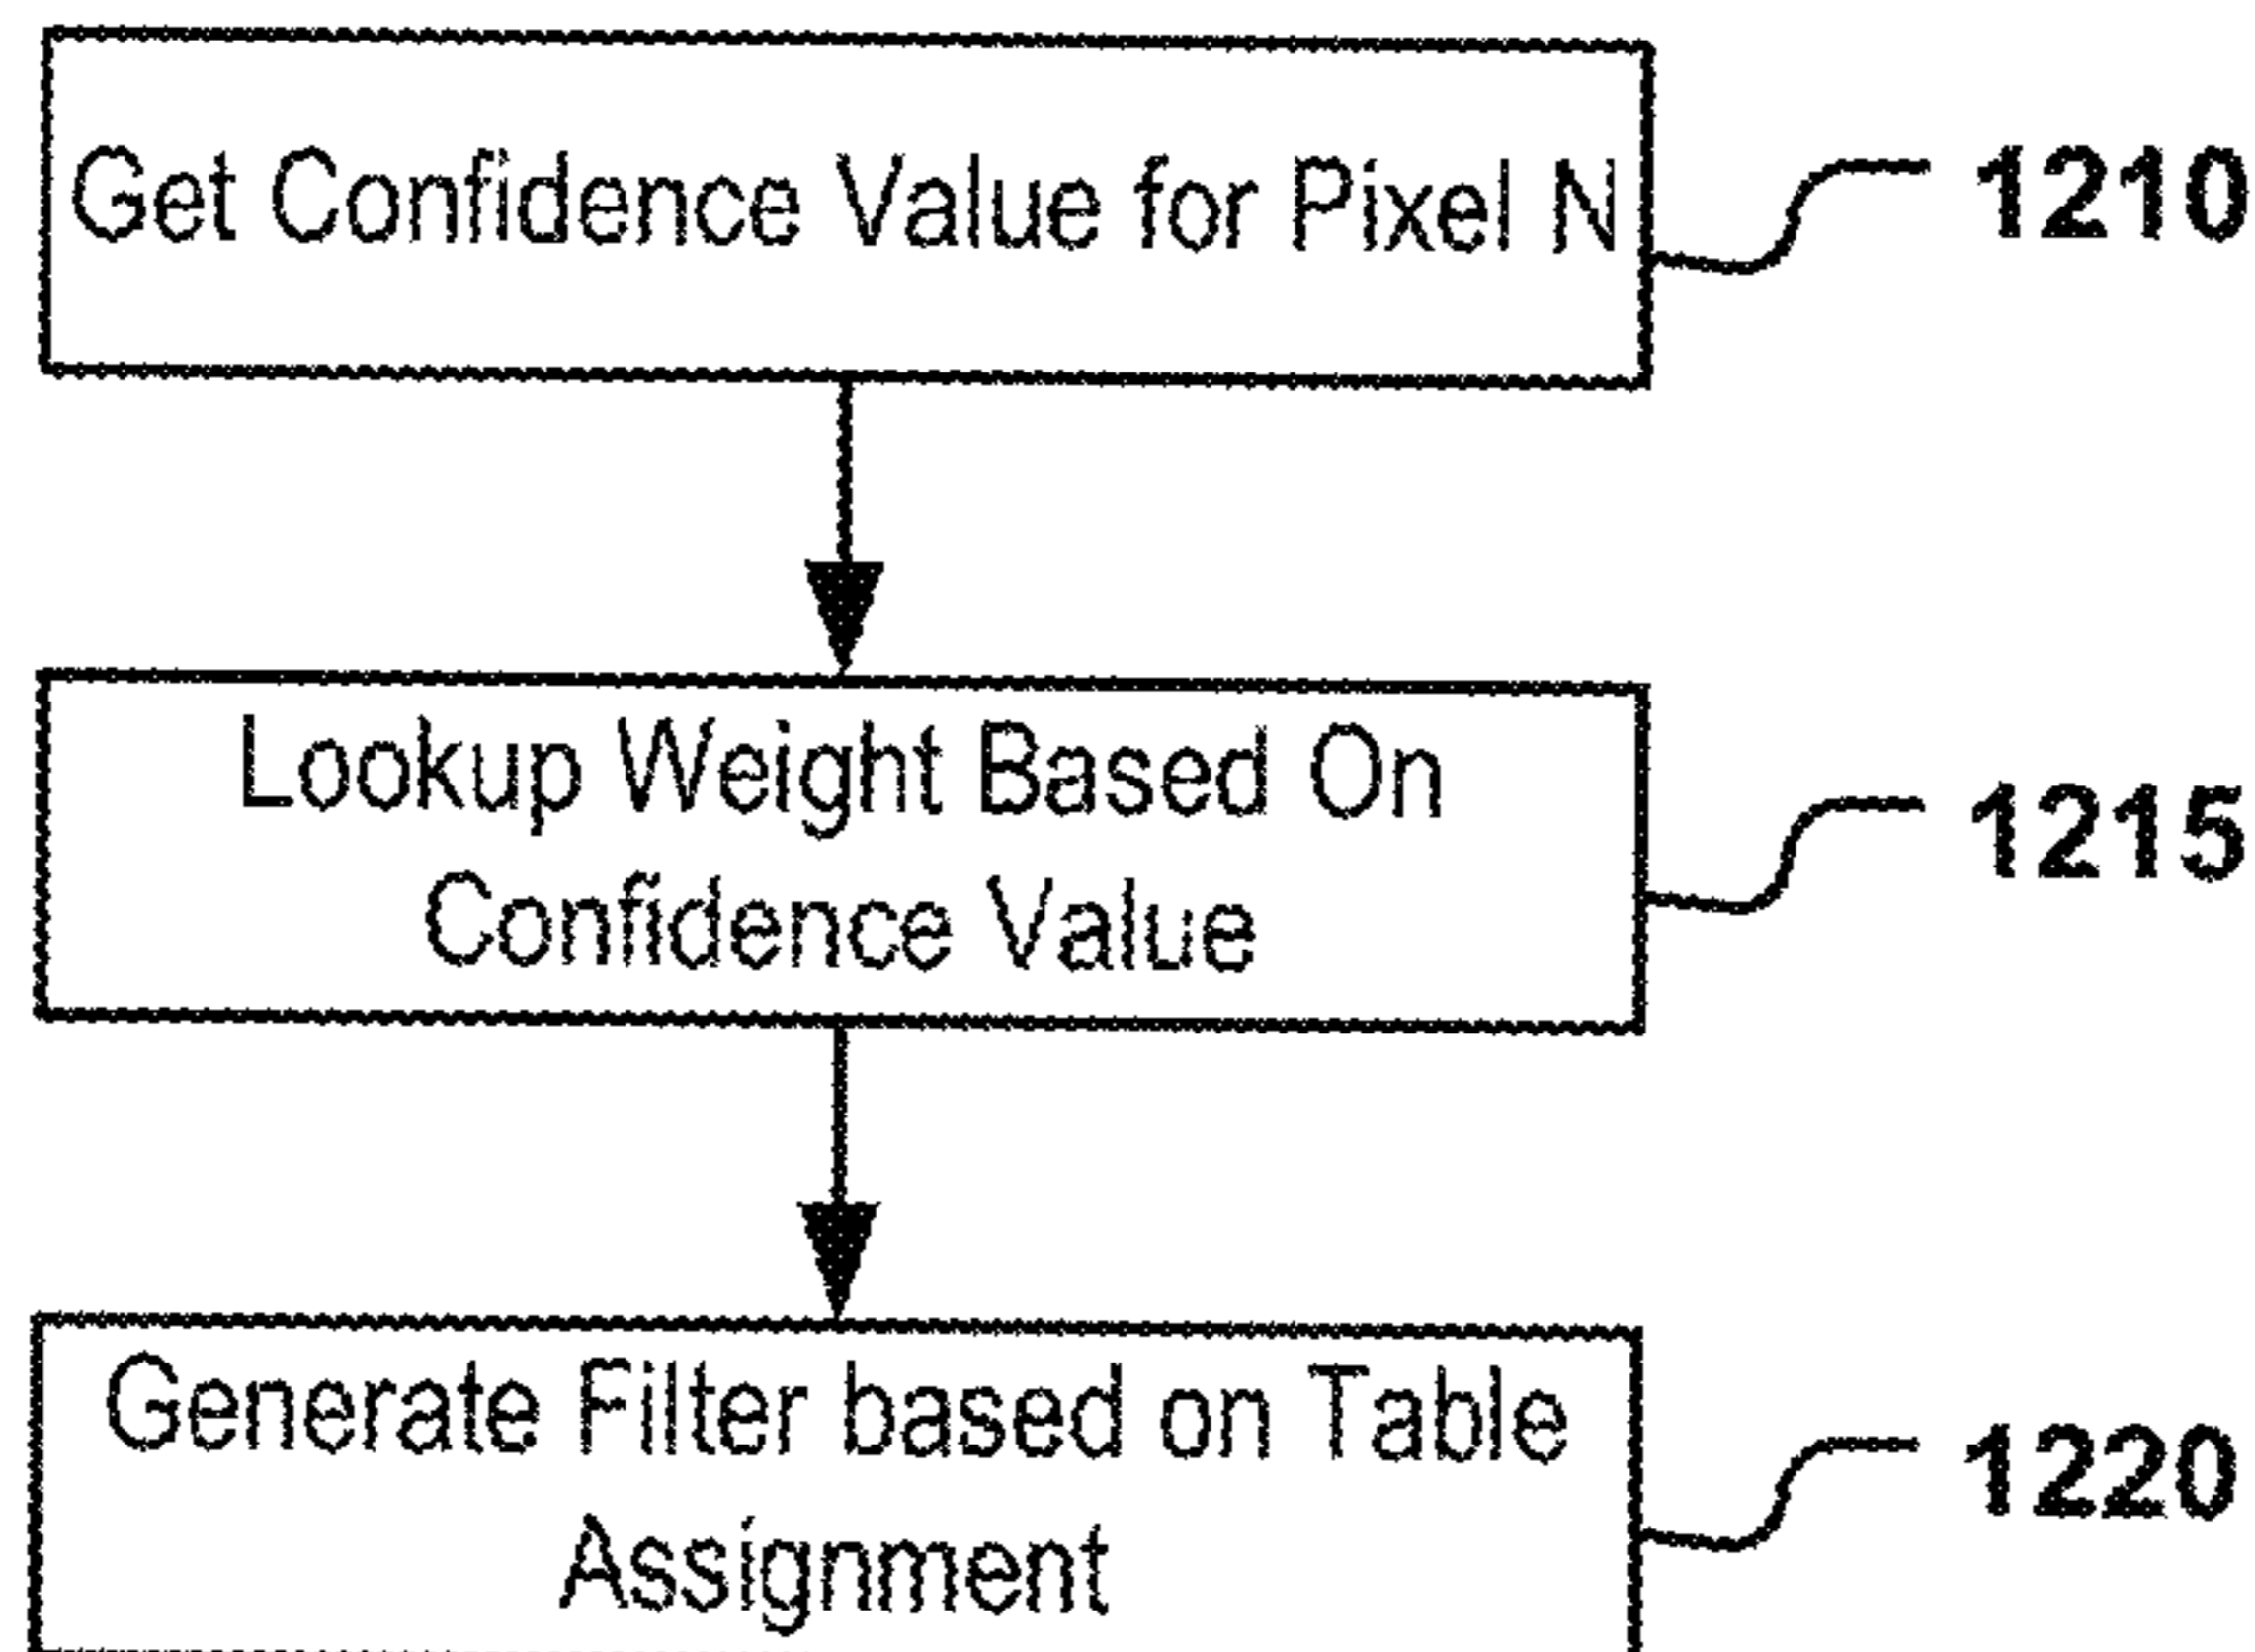 Get Confidence Value for Pixel N
1210
Lookup Weight Based On
Confidence Value
1215
Generate Filter based on Table
Assignment
1220